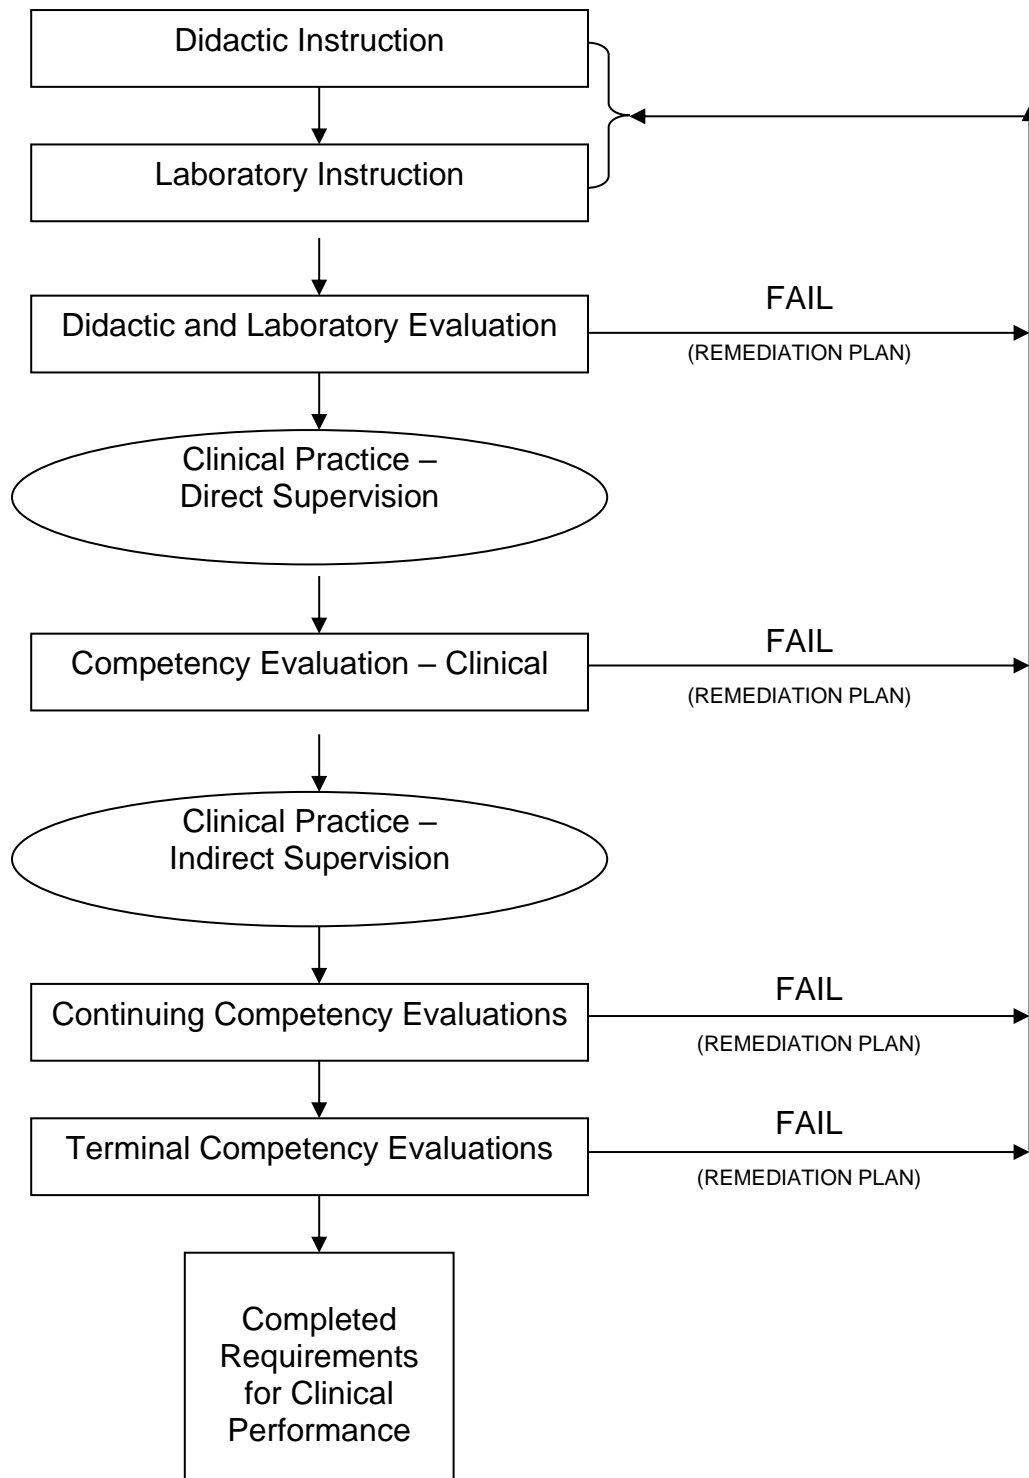 Didactic Instruction
Laboratory Instruction
Didactic and Laboratory Evaluation
FAIL
(REMEDIATION PLAN)
Clinical Practice –
Direct Supervision
Competency Evaluation – Clinical
FAIL
(REMEDIATION PLAN)
Clinical Practice –
Indirect Supervision
Continuing Competency Evaluations
FAIL
(REMEDIATION PLAN)
Terminal Competency Evaluations
FAIL
(REMEDIATION PLAN)
Completed
Requirements
for Clinical
Performance